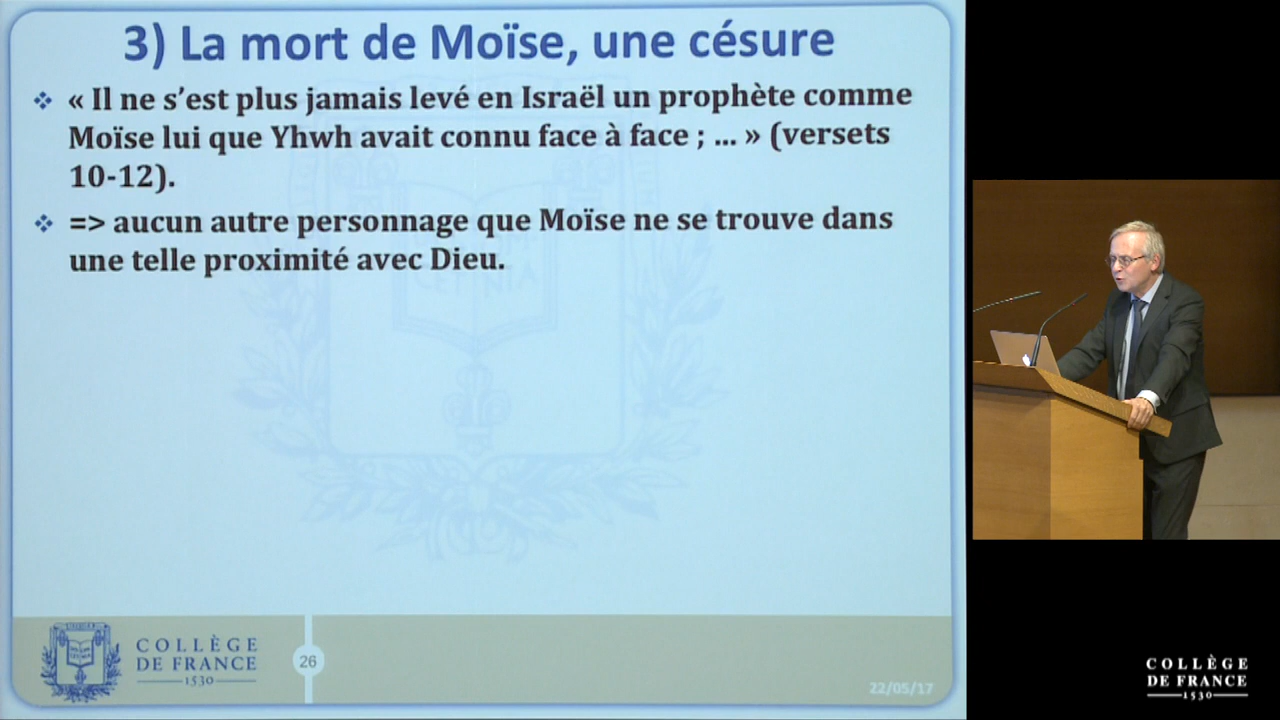 3) La mort de Moïse, une césure
« Il ne s’est plus jamais levé en Israël un prophète comme
Moïse lui que Yhwh avait connu face à face ; ... » (versets
10-12).
=> aucun autre personnage que Moïse ne se trouve dans
une telle proximité avec Dieu.
COLLÈGE
DE FRANCE
1530
26
22/05/17
COLLÈGE
DE FRANCE
1530